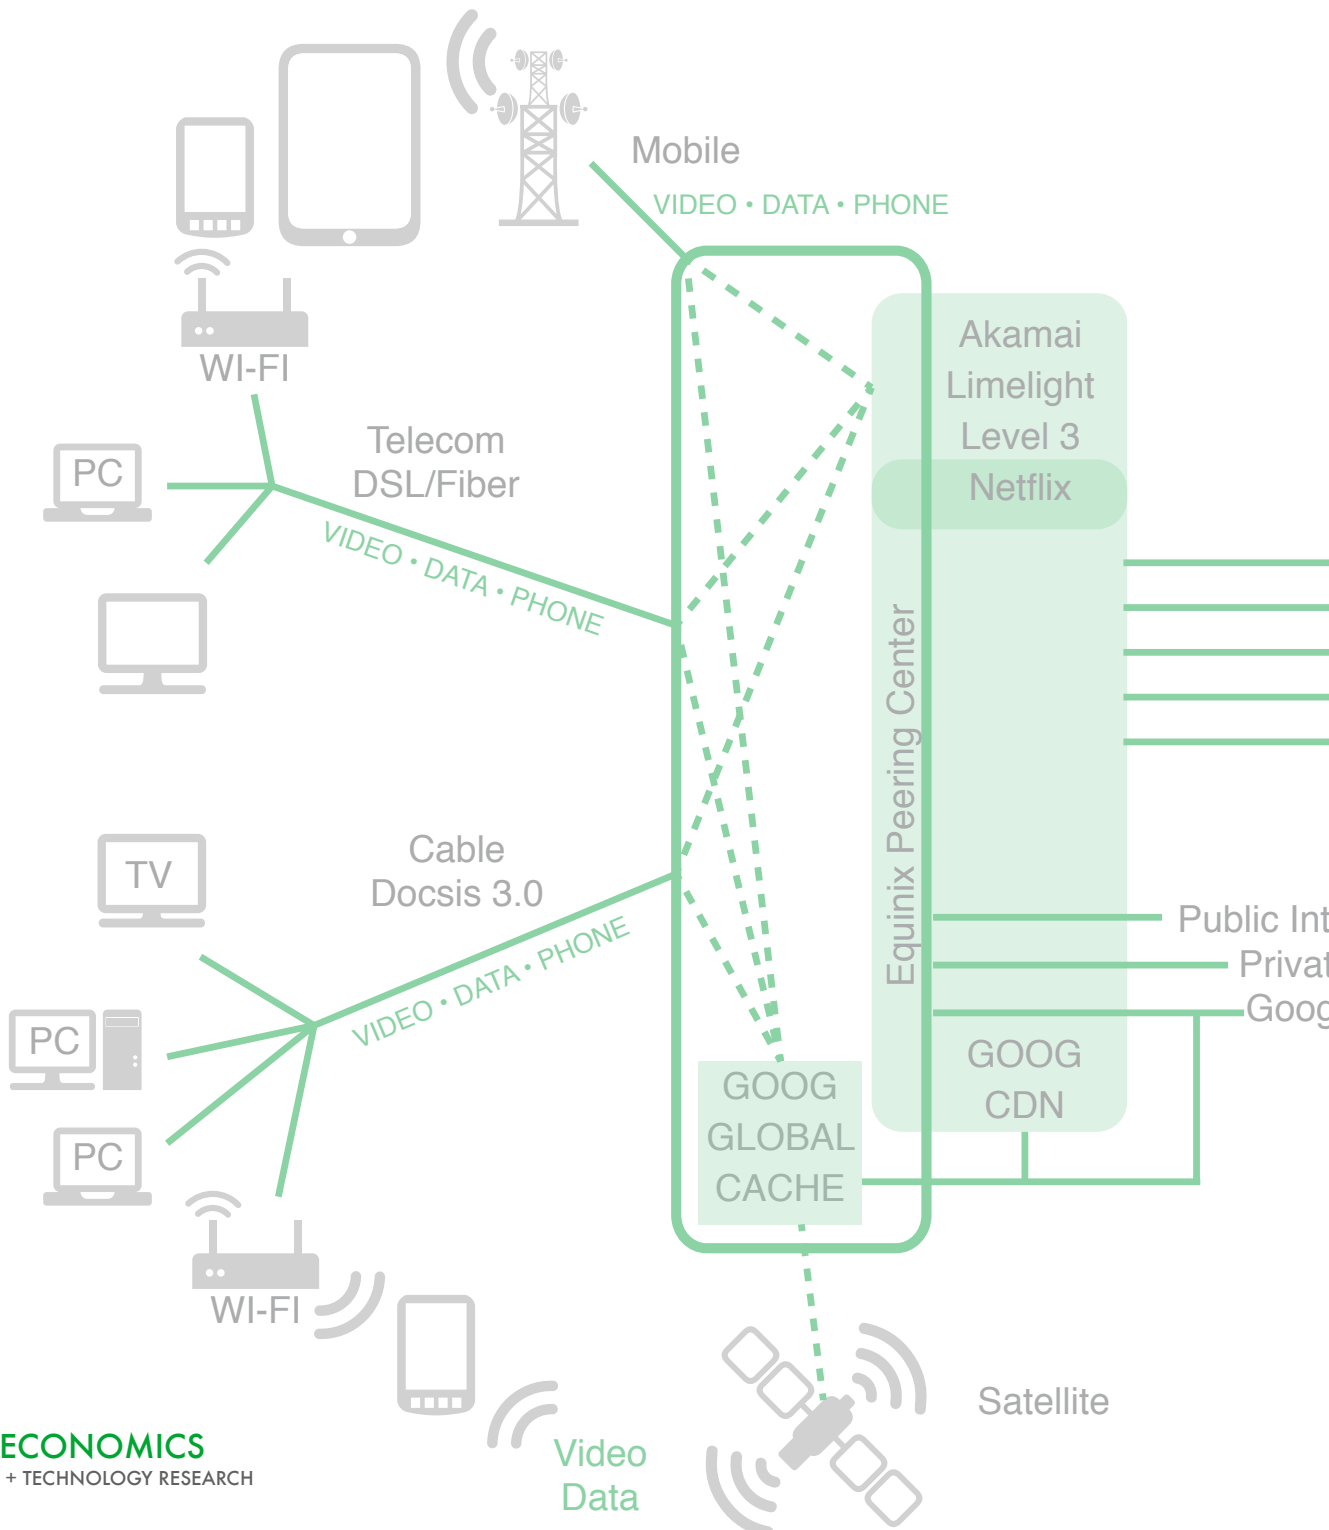 Mobile
VIDEO • DATA • PHONE
Akamai
Limelight
Level 3
Netflix
WI-FI
Telecom
DSL/Fiber
PC
VIDEO • DATA • PHONE
Equinix Peering Center
TV
Cable
Docsis 3.0
VIDEO • DATA • PHONE
Public Int
Privat
Goog
PC
PC
GOOG
CDN
GOOG
GLOBAL
CACHE
WI-FI
Satellite
Video
Data
ECONOMICS
+ TECHNOLOGY RESEARCH